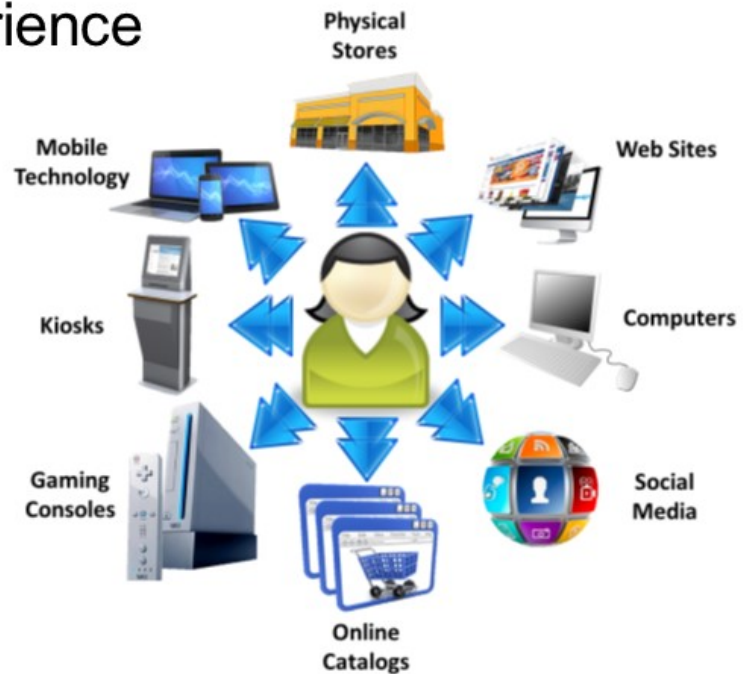 rience
Physical
Stores
Mobile
Technology
Web Sites
Kiosks
Computers
Gaming
Consoles
Social
Media
Online
Catalogs